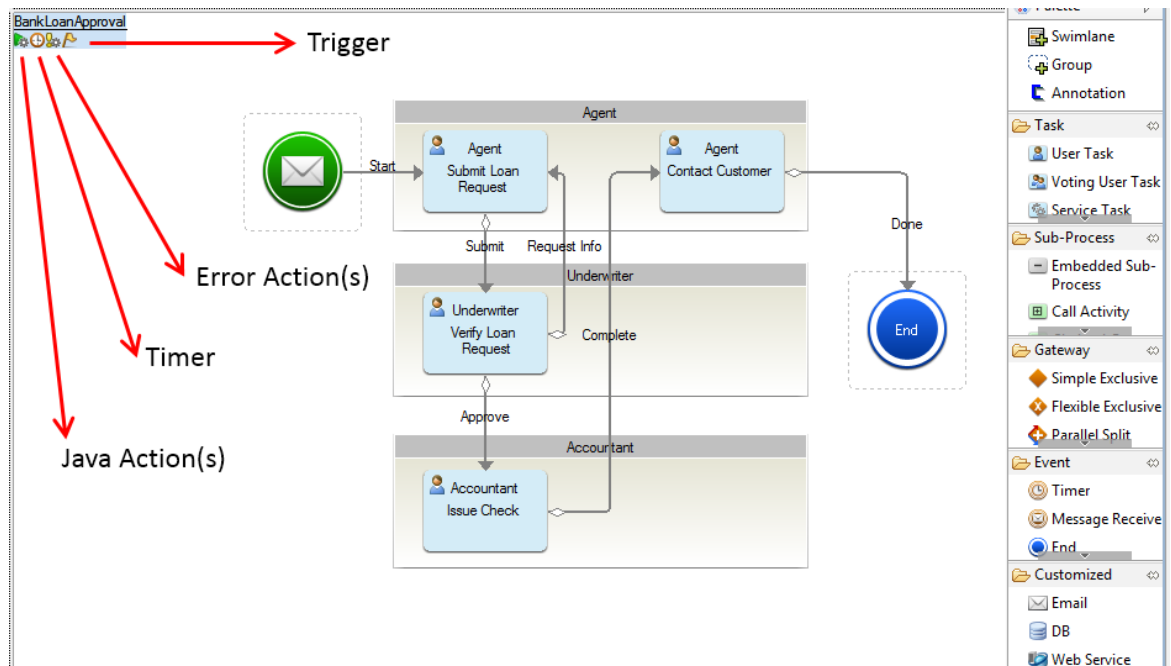 BankLoanApproval
Trigger
Agent
Agent
Submit Loan
Request
Agent
Contact Customer
Start
Submit
Request Info
Done
Error Action(s)
Underwriter
Underwriter
Verify Loan
Request
Complete
End
Timer
Approve
Java Action(s)
Accountant
Accountant
Issue Check
Palette
Swimlane
Group
Annotation
Task
User Task
Voting User Task
Service Task
Sub-Process
Embedded Sub-
Process
Call Activity
Gateway
Simple Exclusive
Flexible Exclusive
Parallel Split
Event
Timer
Message Receive
End
Customized
Email
DB
Web Service